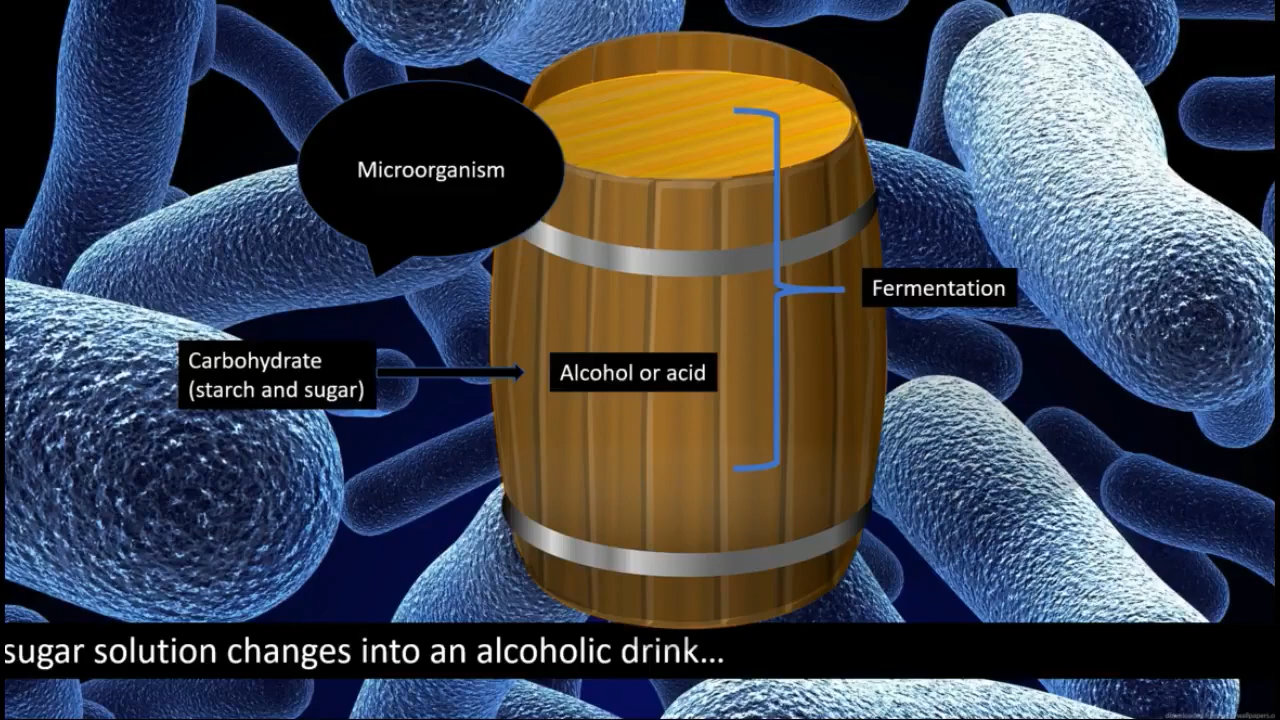 Microorganism
Fermentation
Carbohydrate
(starch and sugar)
Alcohol or acid
sugar solution changes into an alcoholic drink...